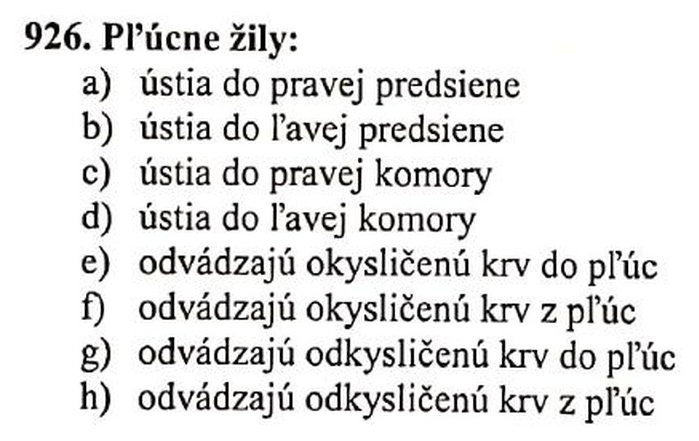 926. Pľúcne žily:
a) ústia do pravej predsiene
b) ústia do ľavej predsiene
c) ústia do pravej komory
d) ústia do ľavej komory
e) odvádzajú okysličenú krv do pľúc
f) odvádzajú okysličenú krv z pľúc
g) odvádzajú odkysličenú krv do pľúc
h) odvádzajú odkysličenú krv z pľúc